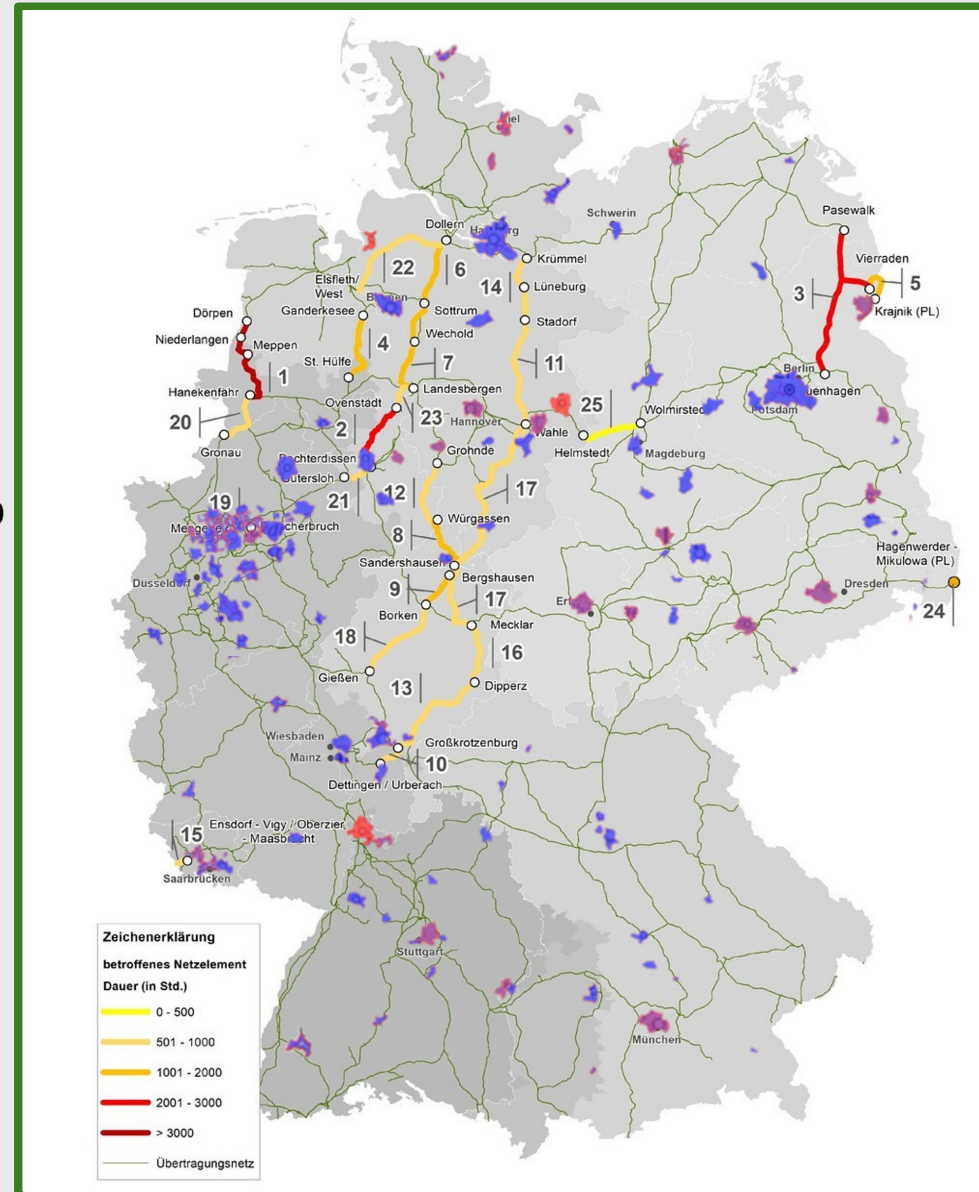 Kiel
Pasewalk
Schwerin
Dollern
Vierraden
Krümmel
22
6
14
5
Elsfleth/
West
Lüneburg
3
Krajnik (PL)
Ganderkesee
Sottrum
Dörpen
Stadorf
Niederlangen
4
Wechold
Meppen
Berlin
St. Hülfe
7
11
1
Potsdam
Hanekenfähr
Landesbergen
25
Ovenstädt
Wolmirstedt
20
2
23
Hannover
Wahle
Gronau
Helmstedt
Magdeburg
Bechterdissen
Grohnde
Gütersloh
21
12
17
19
Würgassen
8
Sandershausen
Hagenwerder -
Mikulowa (PL)
Düsseldorf
Bergshausen
9
17
Dresden
24
Borken
Mecklar
18
16
Gießen
13
Dipperz
Wiesbaden
Großkrotzenburg
Mainz
10
Dettingen / Urberach
15
Ensdorf - Vigy / Oberzier
- Maasbracht
Saarbrücken
Stuttgart
München
Zeichenerklärung
betroffenes Netzelement
Dauer (in Std.)
0 - 500
501 - 1000
1001 - 2000
2001 - 3000
> 3000
Übertragungsnetz